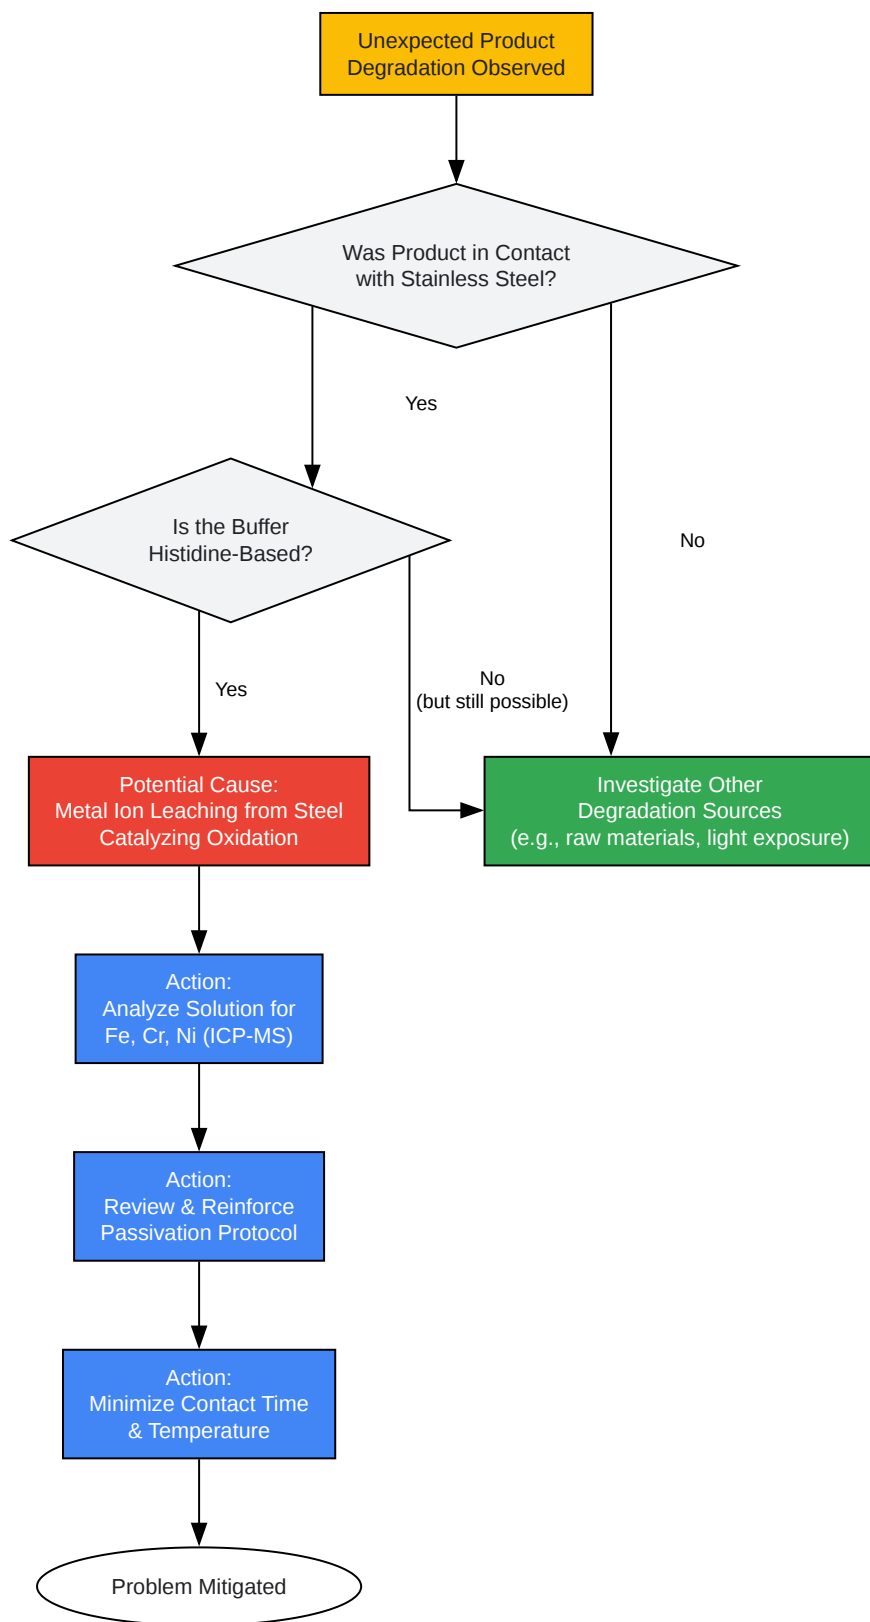 Unexpected Product
Degradation Observed
Was Product in Contact
with Stainless Steel?
Yes
Is the Buffer
Histidine-Based?
No
No
(but still possible)
Yes
Potential Cause:
Metal Ion Leaching from Steel
Catalyzing Oxidation
Investigate Other
Degradation Sources
(e.g., raw materials, light exposure)
Action:
Analyze Solution for
Fe, Cr, Ni (ICP-MS)
Action:
Review & Reinforce
Passivation Protocol
Action:
Minimize Contact Time
& Temperature
Problem Mitigated